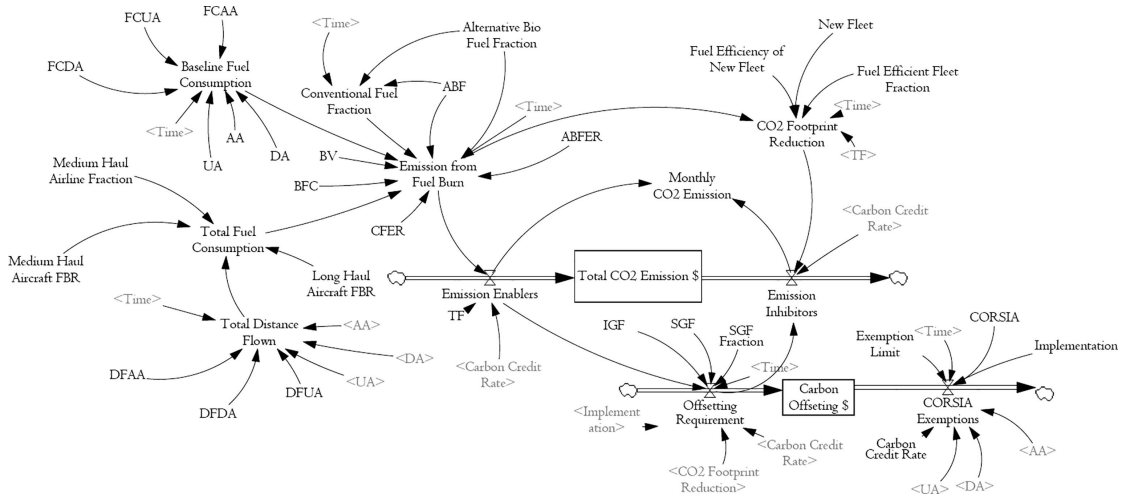 FCUA
FCAA
FCDA
Baseline Fuel
Consumption
<Time>
UA
AA
DA
<Time>
Conventional Fuel
Fraction
Alternative Bio
Fuel Fraction
ABF
<Time>
ABFER
BV
BFC
Emission from
Fuel Burn
CFER
Medium Haul
Airline Fraction
Total Fuel
Consumption
Medium Haul
Aircraft FBR
Long Haul
Aircraft FBR
<Time>
Total Distance
Flown
<AA>
<DA>
<UA>
DFAA
DFDA
DFUA
New Fleet
Fuel Efficiency of
New Fleet
Fuel Efficient Fleet
Fraction
<Time>
CO2 Footprint
Reduction
<TF>
Monthly
CO2 Emission
<Carbon Credit
Rate>
Total CO2 Emission $
Emission Enablers
TF
<Carbon Credit
Rate>
Emission
Inhibitors
IGF
SGF
SGF
Fraction
<Time>
Offsetting
Requirement
<Implement
ation>
<CO2 Footprint
Reduction>
<Carbon Credit
Rate>
Carbon
Offseting $
Exemption
Limit
<Time>
CORSIA
Implementation
CORSIA
Exemptions
Carbon
Credit Rate
<UA>
<DA>
<AA>